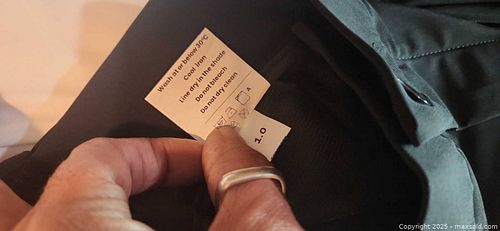 Wash at or below 30°C
Cool iron
Line dry in the shade
Do not bleach
Do not dry clean
A
1.0
Copyright 2025 - maxsold.com